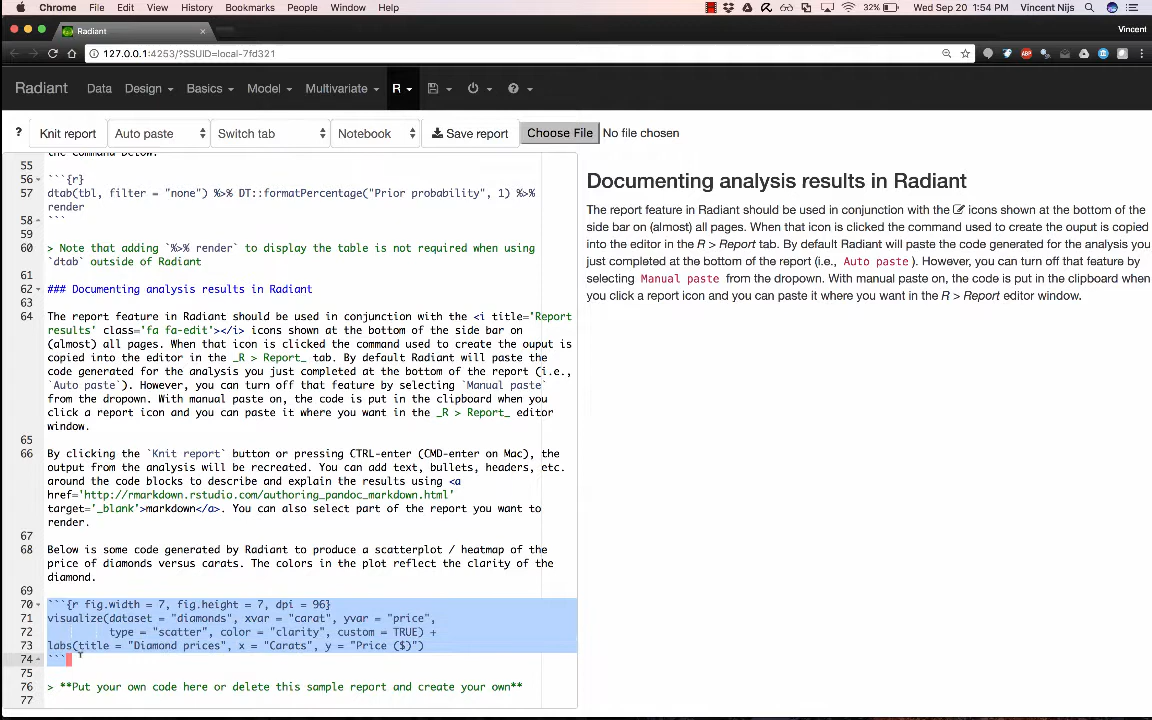 Chrome File Edit View History Bookmarks People Window Help 32% Wed Sep 20 1:54 PM Vincent Nijs
Radiant Vincent
127.0.0.1:4253/?SSUID=local-7fd321
Radiant Data Design Basics Model Multivariate R ?
? Knit report Auto paste Switch tab Notebook Save report Choose File No file chosen
the command below.
55
56 ```{r}
57 dtab(tbl, filter = "none") %>% DT::formatPercentage("Prior probability", 1) %>%
render
58 ```
59
60 > Note that adding `%>% render` to display the table is not required when using
`dtab` outside of Radiant
61
62 ### Documenting analysis results in Radiant
63
64 The report feature in Radiant should be used in conjunction with the <i title='Report
results' class='fa fa-edit'></i> icons shown at the bottom of the side bar on
(almost) all pages. When that icon is clicked the command used to create the ouput is
copied into the editor in the _R > Report_ tab. By default Radiant will paste the
code generated for the analysis you just completed at the bottom of the report (i.e.,
`Auto paste`). However, you can turn off that feature by selecting `Manual paste`
from the dropown. With manual paste on, the code is put in the clipboard when you
click a report icon and you can paste it where you want in the _R > Report_ editor
window.
65
66 By clicking the `Knit report` button or pressing CTRL-enter (CMD-enter on Mac), the
output from the analysis will be recreated. You can add text, bullets, headers, etc.
around the code blocks to describe and explain the results using <a
href='http://rmarkdown.rstudio.com/authoring_pandoc_markdown.html'
target='_blank'>markdown</a>. You can also select part of the report you want to
render.
67
68 Below is some code generated by Radiant to produce a scatterplot / heatmap of the
price of diamonds versus carats. The colors in the plot reflect the clarity of the
diamond.
69
70 ```{r fig.width = 7, fig.height = 7, dpi = 96}
71 visualize(dataset = "diamonds", xvar = "carat", yvar = "price",
72 type = "scatter", color = "clarity", custom = TRUE) +
73 labs(title = "Diamond prices", x = "Carats", y = "Price ($)")
74 ```
75
76 > **Put your own code here or delete this sample report and create your own**
77
Documenting analysis results in Radiant
The report feature in Radiant should be used in conjunction with the icons shown at the bottom of the
side bar on (almost) all pages. When that icon is clicked the command used to create the ouput is copied
into the editor in the R > Report tab. By default Radiant will paste the code generated for the analysis you
just completed at the bottom of the report (i.e., Auto paste ). However, you can turn off that feature by
selecting Manual paste from the dropdown. With manual paste on, the code is put in the clipboard when
you click a report icon and you can paste it where you want in the R > Report editor window.